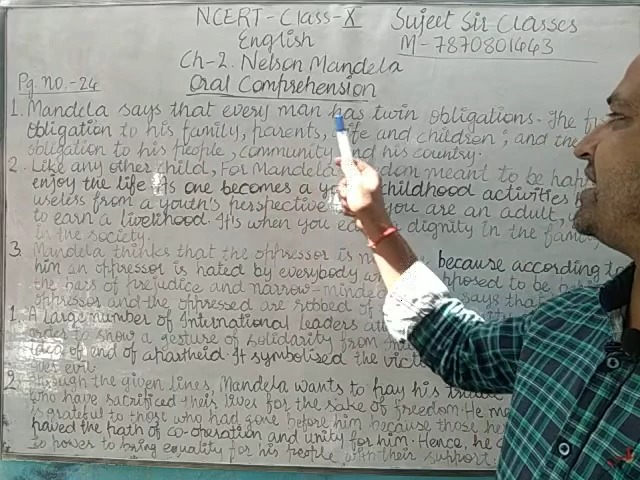 NCERT-Class-X Sujeet Sir Classes
English M-7870801443
Ch-2. Nelson Mandela
Pg. no.-24 Oral Comprehension
1. Mandela says that every man has twin obligations. The
obligation to his family, parents, wife and children; and the
obligation to his people, community and his country.
2. Like any other child, for Mandela meant to be
enjoy the life. As one becomes a childhood activities
useless from a youth's perspective. you are an adult,
to earn a livelihood. It is when you dignity in the
in the society.
3. Mandela thinks that the oppressor is because according to
him an oppressor is hated by everybody
the bars of prejudice and narrow-minded says that
oppressor and the oppressed are robbed of
1. A large number of International leaders
order to show a gesture of solidarity from
idea of end of apartheid. It symbolised the
over evil.
2. Through the given lines, Mandela wants to pay his
who have sacrificed their lives for the sake of freedom. He
is grateful to those who had gone before him because those
paved the path of co-operation and unity for him. Hence, he
to power to bring equality for his people with their support